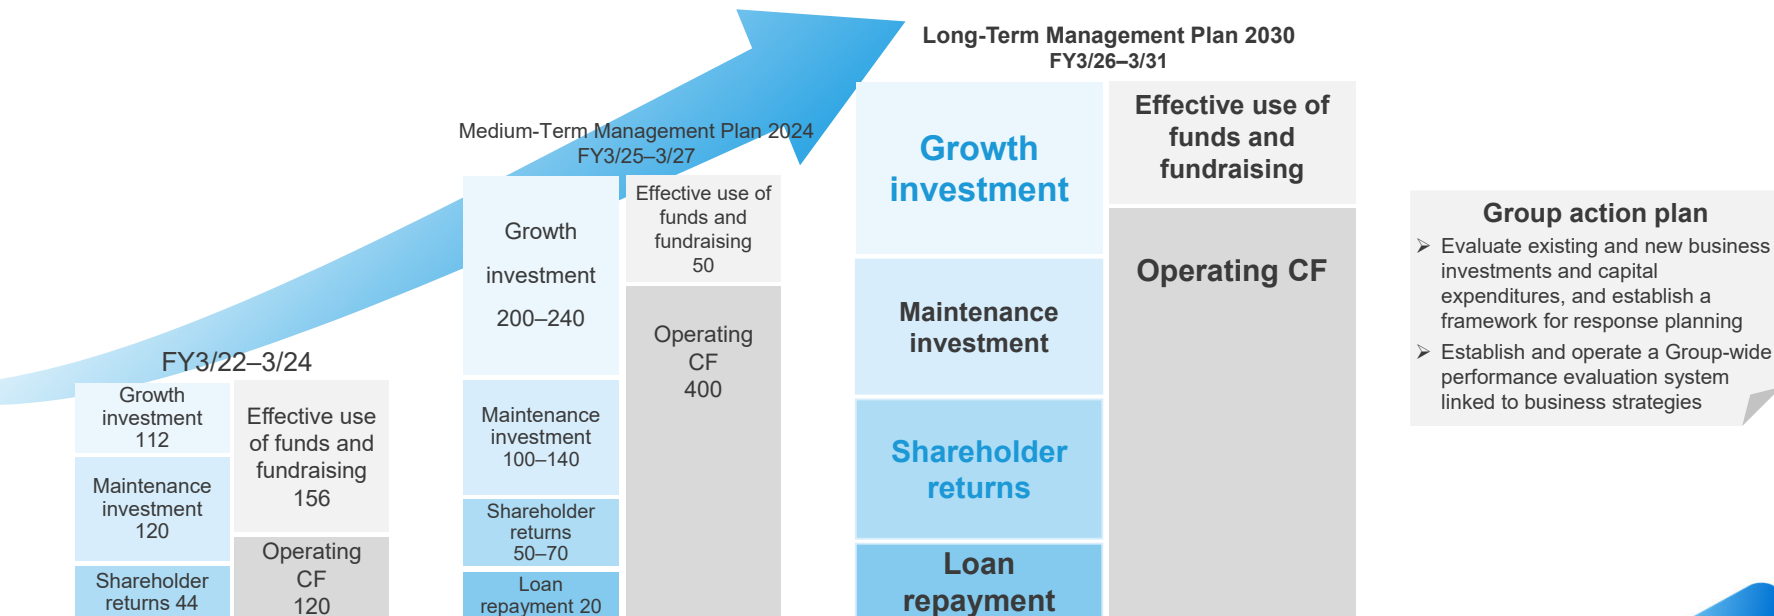 Long-Term Management Plan 2030
FY3/26–3/31
Growth
investment
Effective use of
funds and
fundraising
Maintenance
investment
Operating CF
Shareholder
returns
Loan
repayment
Medium-Term Management Plan 2024
FY3/25–3/27
Growth
investment
200–240
Effective use of
funds and
fundraising
50
Maintenance
investment
100–140
Operating
CF
400
Shareholder
returns
50–70
Loan
repayment 20
FY3/22–3/24
Growth
investment
112
Effective use
of funds and
fundraising
156
Maintenance
investment
120
Operating
CF
120
Shareholder
returns 44
Group action plan
➢ Evaluate existing and new business
investments and capital
expenditures, and establish a
framework for response planning
➢ Establish and operate a Group-wide
performance evaluation system
linked to business strategies